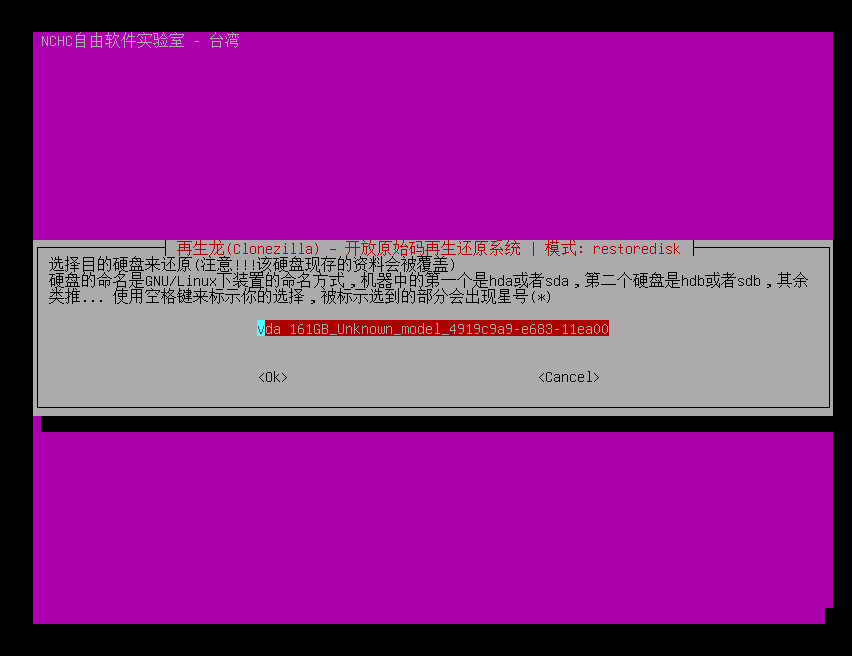 NCHC自由软件实验室 - 台湾
再生龙(Clonezilla) - 开放原始码再生还原系统 | 模式: restoredisk
选择目的硬盘来还原(注意!!!该硬盘现存的资料会被覆盖)
硬盘的命名是GNU/Linux下装置的命名方式,机器中的第一个是hda或者sda,第二个硬盘是hdb或者sdb,其余
类推... 使用空格键来标示你的选择,被标示选到的部分会出现星号(*)
vda 161GB_Unknown_model_4919c9a9-e683-11ea00
<Ok> <Cancel>